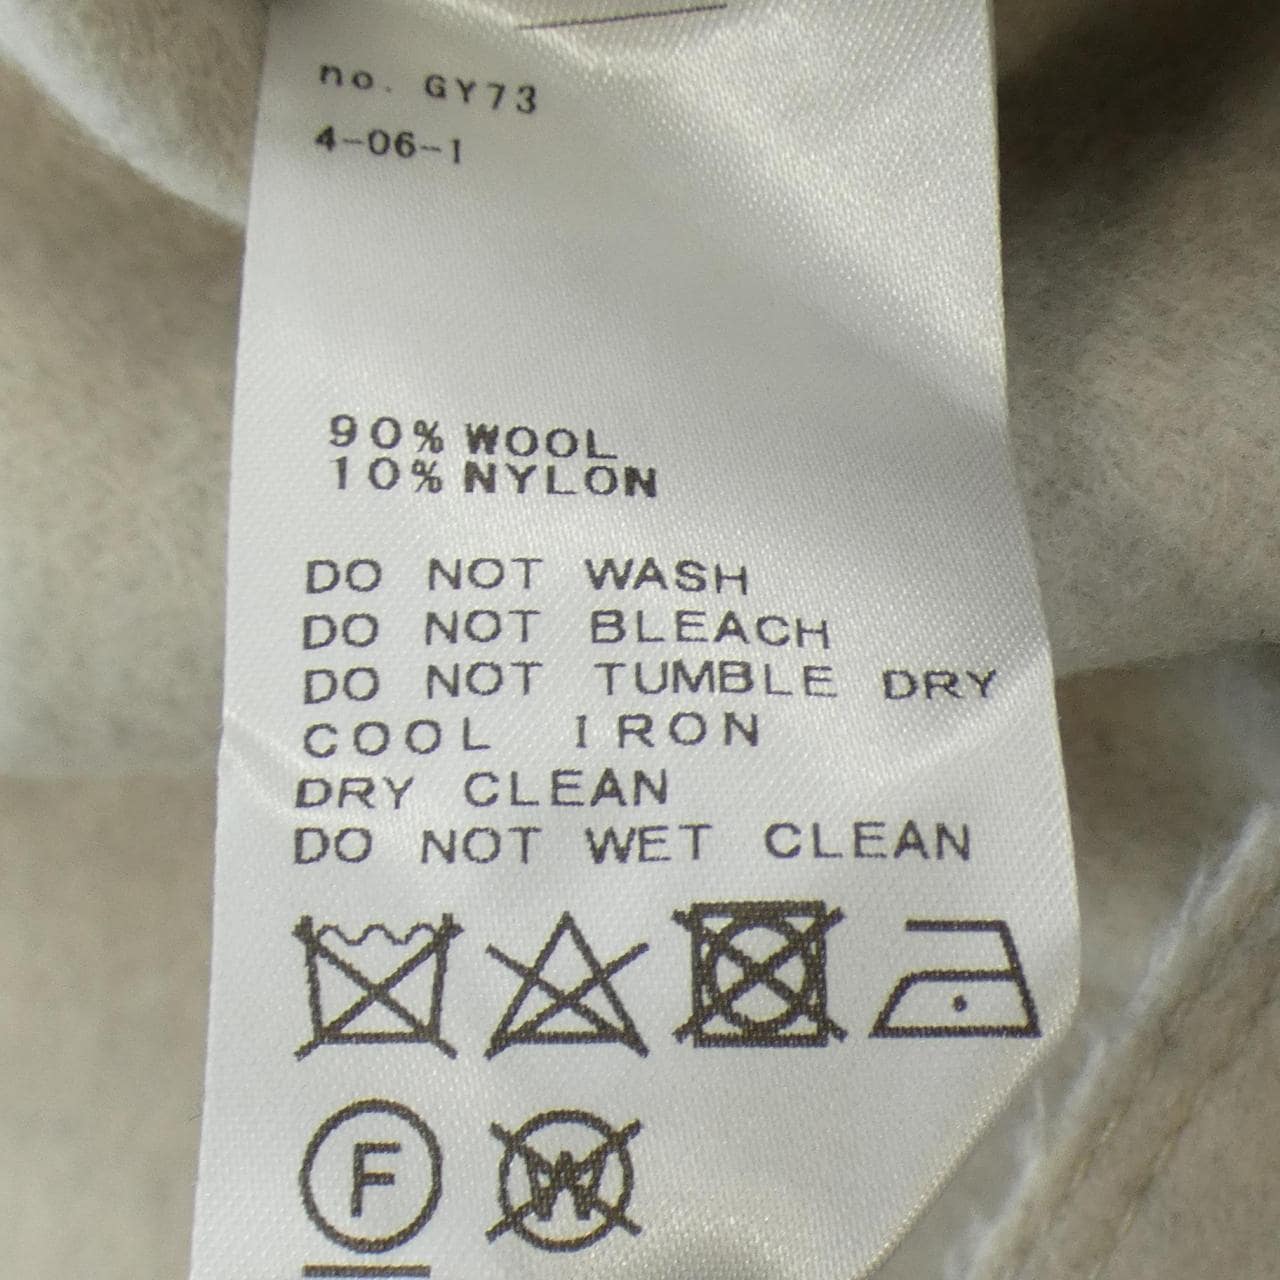 no. GY73
4-06-1
90% WOOL
10% NYLON
DO NOT WASH
DO NOT BLEACH
DO NOT TUMBLE DRY
COOL IRON
DRY CLEAN
DO NOT WET CLEAN
F W